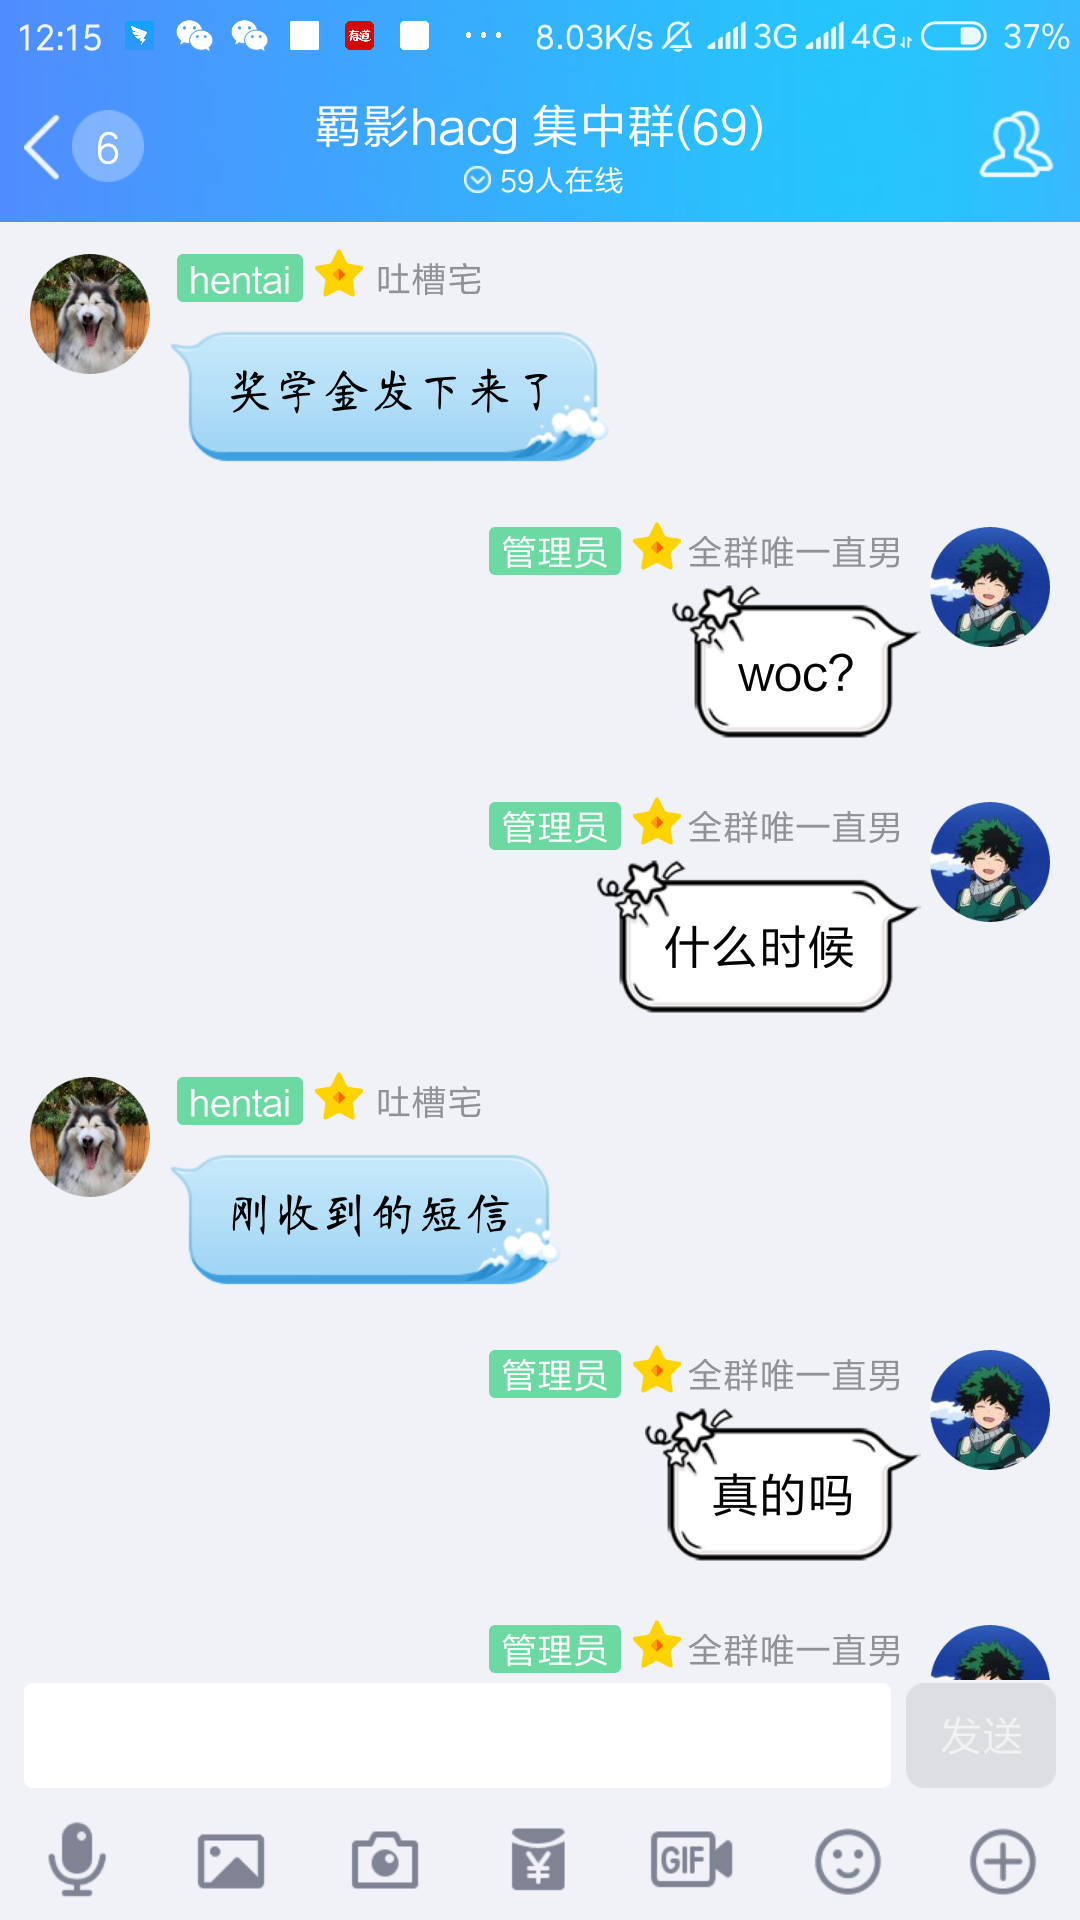 12:15 有道 ··· 8.03K/s 3G 4G 37%
6 羁影hacg 集中群(69)
59人在线
hentai 吐槽宅
奖学金发下来了
管理员 全群唯一直男
woc?
管理员 全群唯一直男
什么时候
hentai 吐槽宅
刚收到的短信
管理员 全群唯一直男
真的吗
管理员 全群唯一直男
发送
¥ GIF